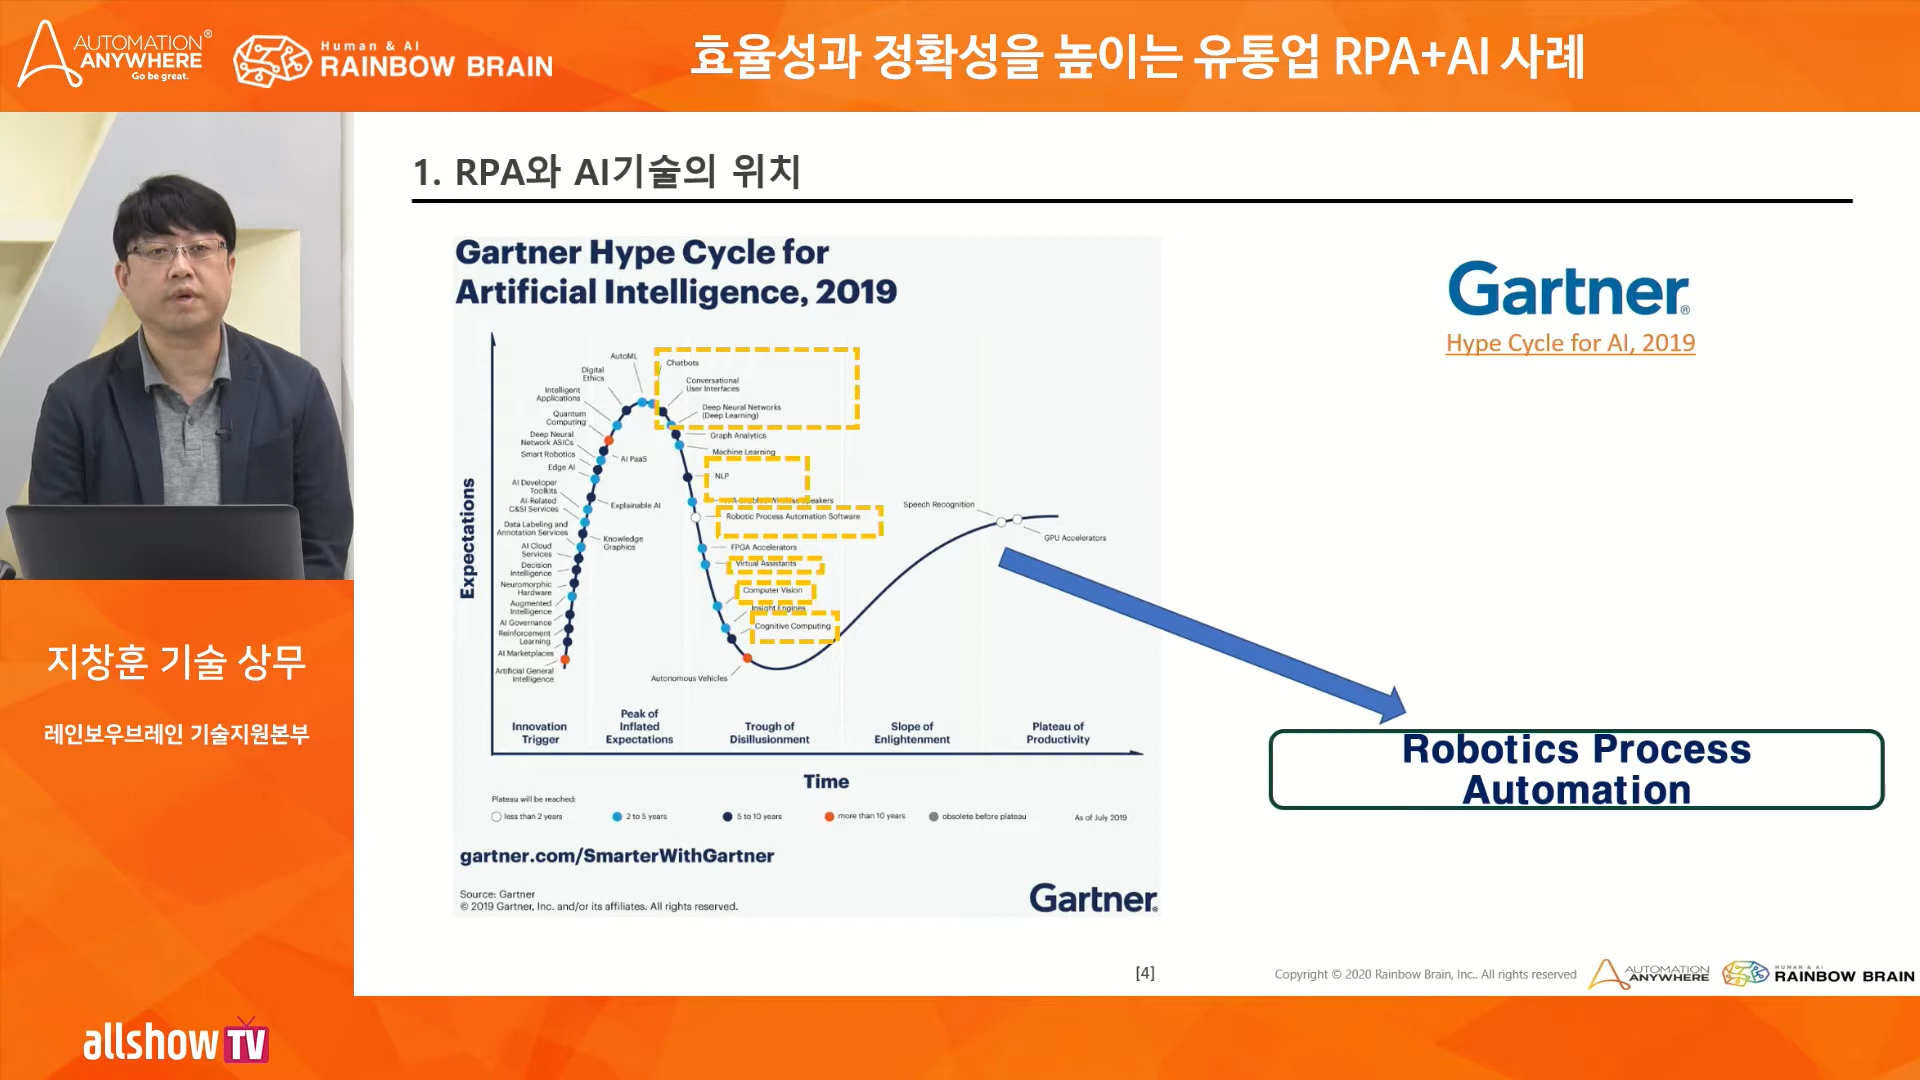 AUTOMATION
ANYWHERE
Go be great.
Human & AI
RAINBOW BRAIN
효율성과 정확성을 높이는 유통업 RPA+AI 사례
1. RPA와 AI기술의 위치
Gartner Hype Cycle for
Artificial Intelligence, 2019
Gartner
Hype Cycle for AI, 2019
Expectations
AutoML
Digital
Ethics
Intelligent
Applications
Quantum
Computing
Deep Neural
Network ASICs
Smart Robotics
Edge AI
AI Developer
Toolkits
AI-Related
C&SI Services
Data Labeling and
Annotation Services
AI Cloud
Services
Decision
Intelligence
Neuromorphic
Hardware
Augmented
Intelligence
AI Governance
Reinforcement
Learning
AI Marketplaces
Artificial General
Intelligence
AI PaaS
Explainable AI
Knowledge
Graphics
Chatbots
Conversational
User Interfaces
Deep Neural Networks
(Deep Learning)
Graph Analytics
Machine Learning
NLP
Robotic Process Automation Software
FPGA Accelerators
Virtual Assistants
Computer Vision
Insight Engines
Cognitive Computing
Autonomous Vehicles
Speech Recognition
GPU Accelerators
Innovation
Trigger
Peak of
Inflated
Expectations
Trough of
Disillusionment
Slope of
Enlightenment
Plateau of
Productivity
Time
Plateau will be reached:
less than 2 years
2 to 5 years
5 to 10 years
more than 10 years
obsolete before plateau
As of July 2019
gartner.com/SmarterWithGartner
Source: Gartner
© 2019 Gartner, Inc. and/or its affiliates. All rights reserved.
Gartner
Robotics Process
Automation
[4]
Copyright © 2020 Rainbow Brain, Inc.. All rights reserved
AUTOMATION
ANYWHERE
HUMAN & AI
RAINBOW BRAIN
지창훈 기술 상무
레인보우브레인 기술지원본부
allshow TV